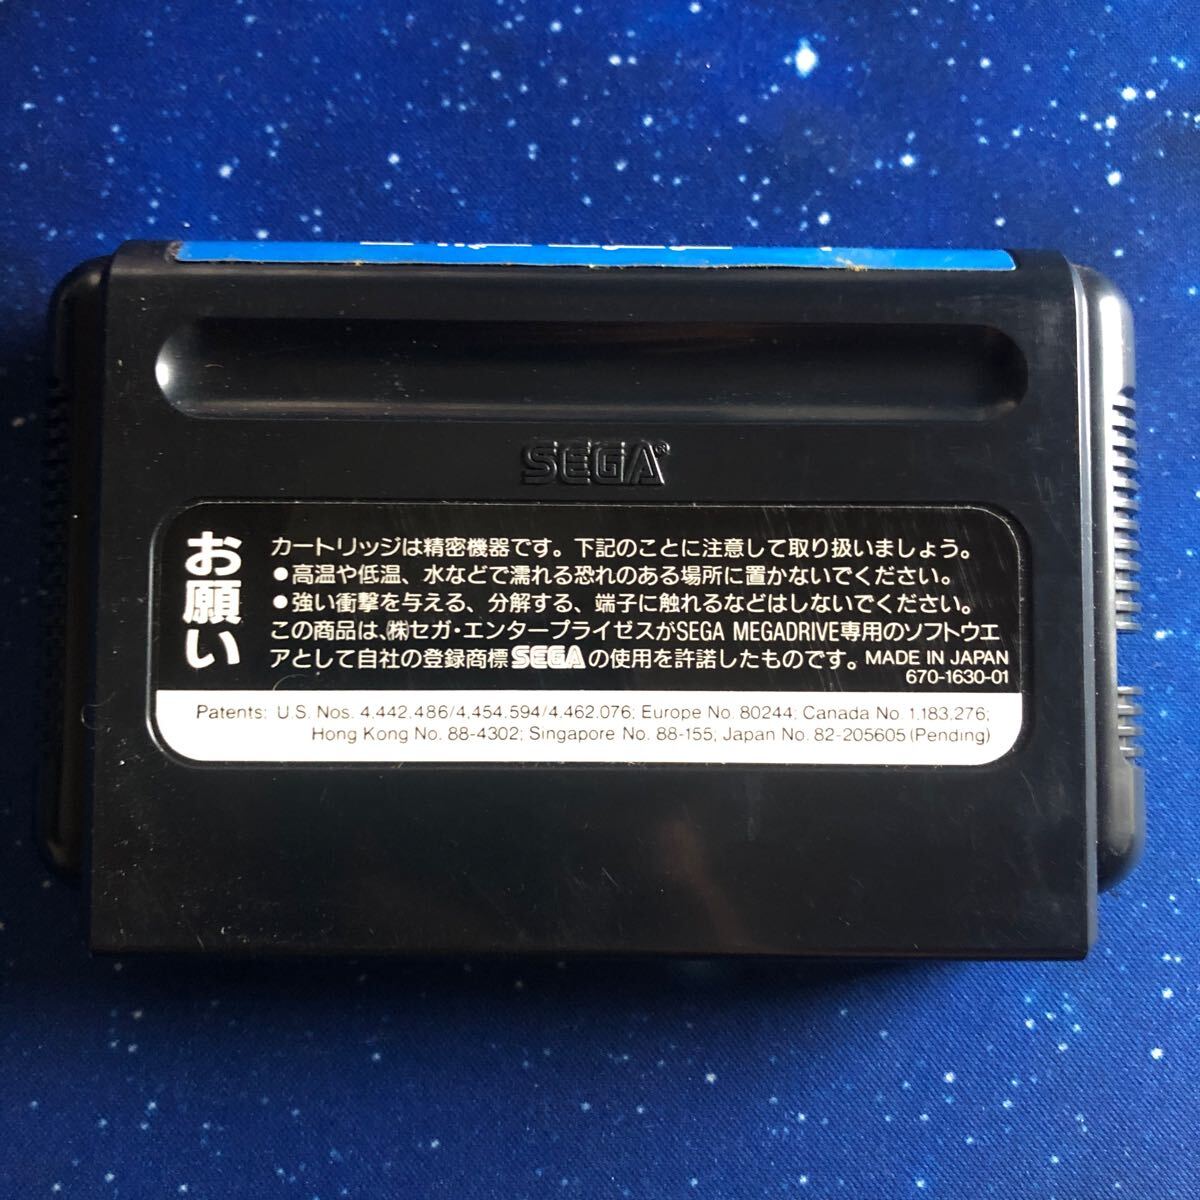 SEGA®
お願い
カートリッジは精密機器です。下記のことに注意して取り扱いましょう。
●高温や低温、水などで濡れる恐れのある場所に置かないでください。
●強い衝撃を与える、分解する、端子に触れるなどはしないでください。
この商品は、㈱セガ・エンタープライゼスがSEGA MEGADRIVE専用のソフトウエ
アとして自社の登録商標SEGAの使用を許諾したものです。MADE IN JAPAN
670-1630-01
Patents: U.S. Nos. 4,442,486/4,454,594/4,462,076; Europe No. 80244; Canada No. 1,183,276;
Hong Kong No. 88-4302; Singapore No. 88-155; Japan No. 82-205605 (Pending)